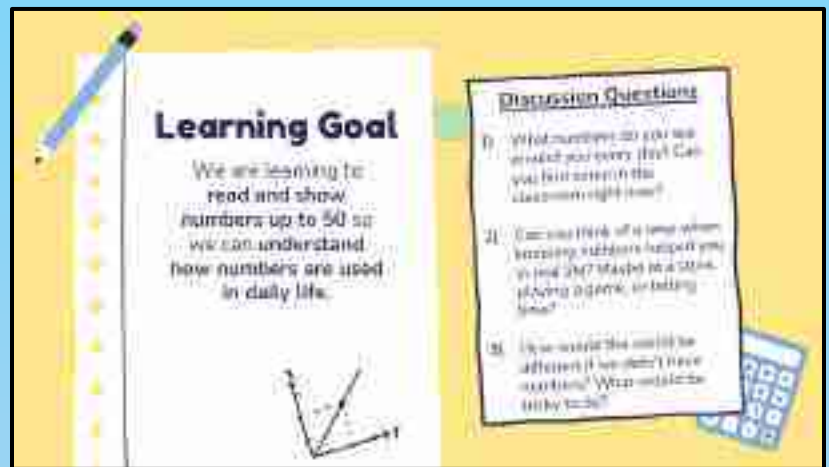 Learning Goal
We are learning to
read and show
numbers up to 50 so
we can understand
how numbers are used
in daily life.
Discussion Questions
1) What numbers do you see
around you every day? Can
you find some in the
classroom right now?
2) Can you think of a time when
knowing numbers helped you
in real life? Maybe at a store,
playing a game, or telling
time?
3) How would the world be
different if we didn't have
numbers? What would be
tricky to do?